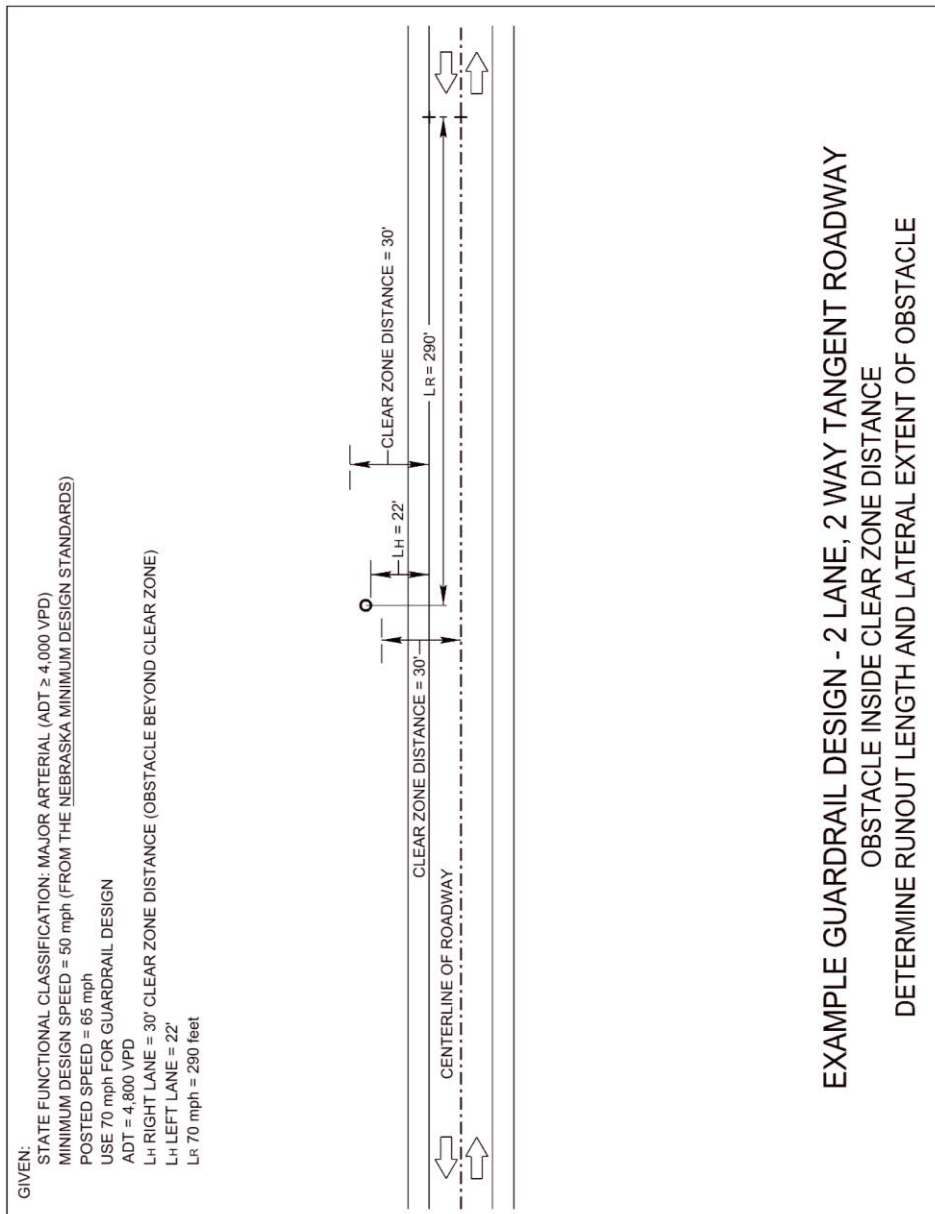 GIVEN:
STATE FUNCTIONAL CLASSIFICATION: MAJOR ARTERIAL (ADT ≥ 4,000 VPD)
MINIMUM DESIGN SPEED = 50 mph (FROM THE NEBRASKA MINIMUM DESIGN STANDARDS)
POSTED SPEED = 65 mph
USE 70 mph FOR GUARDRAIL DESIGN
ADT = 4,800 VPD
LH RIGHT LANE = 30' CLEAR ZONE DISTANCE (OBSTACLE BEYOND CLEAR ZONE)
LH LEFT LANE = 22'
LR 70 mph = 290 feet
CLEAR ZONE DISTANCE = 30'
LH = 22'
CLEAR ZONE DISTANCE = 30'
LR = 290'
CENTERLINE OF ROADWAY
EXAMPLE GUARDRAIL DESIGN - 2 LANE, 2 WAY TANGENT ROADWAY
OBSTACLE INSIDE CLEAR ZONE DISTANCE
DETERMINE RUNOUT LENGTH AND LATERAL EXTENT OF OBSTACLE